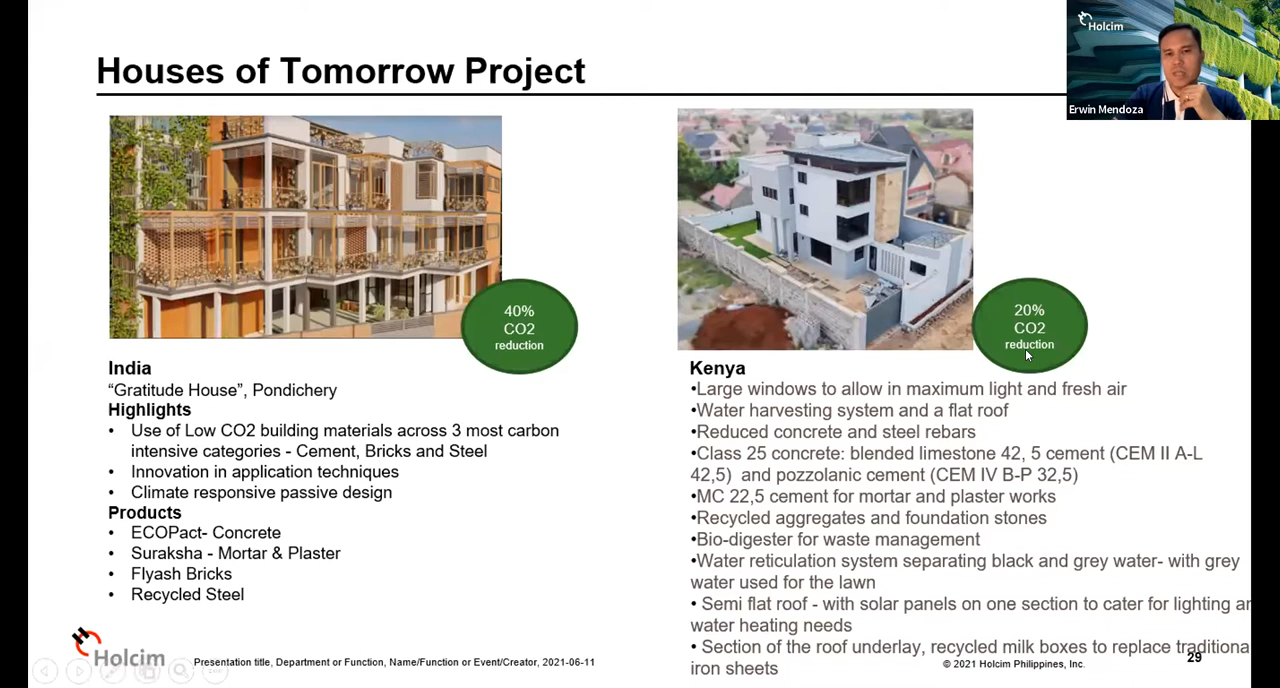 Houses of Tomorrow Project
Holcim
Erwin Mendoza
40%
CO2
reduction
20%
CO2
reduction
India
“Gratitude House”, Pondichery
Highlights
• Use of Low CO2 building materials across 3 most carbon
intensive categories - Cement, Bricks and Steel
• Innovation in application techniques
• Climate responsive passive design
Products
• ECOPact- Concrete
• Suraksha - Mortar & Plaster
• Flyash Bricks
• Recycled Steel
Kenya
•Large windows to allow in maximum light and fresh air
•Water harvesting system and a flat roof
•Reduced concrete and steel rebars
•Class 25 concrete: blended limestone 42, 5 cement (CEM II A-L
42,5) and pozzolanic cement (CEM IV B-P 32,5)
•MC 22,5 cement for mortar and plaster works
•Recycled aggregates and foundation stones
•Bio-digester for waste management
•Water reticulation system separating black and grey water- with grey
water used for the lawn
• Semi flat roof - with solar panels on one section to cater for lighting an
water heating needs
• Section of the roof underlay, recycled milk boxes to replace traditiona
iron sheets
Holcim
Presentation title, Department or Function, Name/Function or Event/Creator, 2021-06-11
© 2021 Holcim Philippines, Inc.
29